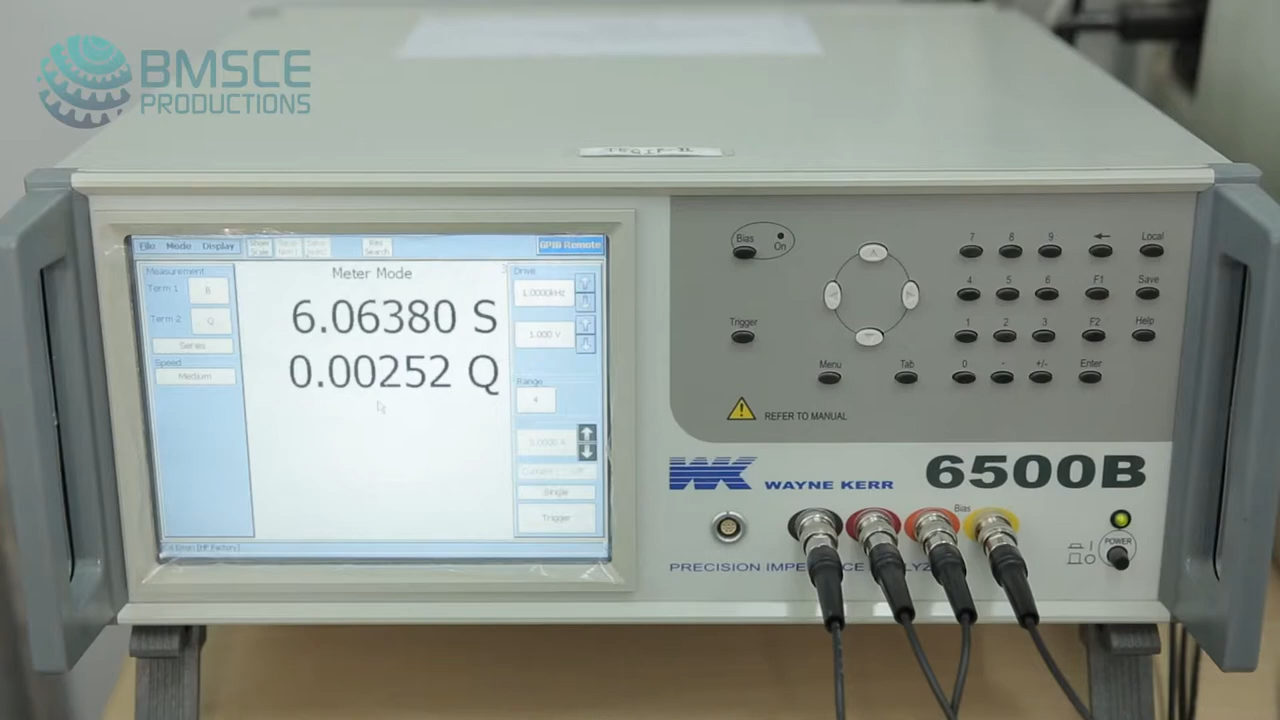 BMSCE
PRODUCTIONS
File Mode Display
GPIB Remote
Measurement
Term 1
Term 2 Q
Series
Speed
Medium
Meter Mode
6.06380 S
0.00252 Q
Drive
1.0000kHz
1.000 V
Range
4
Single
Trigger
Bias
On
Trigger
Menu
Tab
7 8 9 Local
4 5 6 F1 Save
1 2 3 F2 Help
0 - +/- Enter
REFER TO MANUAL
WK WAYNE KERR 6500B
Bias
POWER
PRECISION